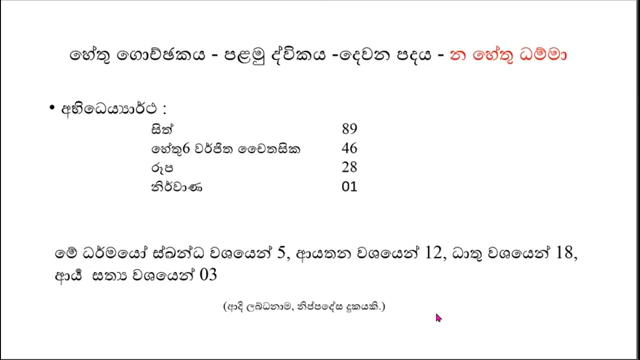 හේතු ගොච්ඡකය - පළමු ද්විකය -දෙවන පදය - න හේතු ධම්මා
• අභිධෙය්‍යාර්ථ :
සිත් 89
හේතු6 වර්ජිත චෛතසික 46
රූප 28
නිර්වාණ 01
මේ ධර්මයෝ ස්ඛන්ධ වශයෙන් 5, ආයතන වශයෙන් 12, ධාතු වශයෙන් 18,
ආර්‍ය සත්‍ය වශයෙන් 03
(ආදි ලබ්ධනාම, නිප්පදේස දුකයකි.)